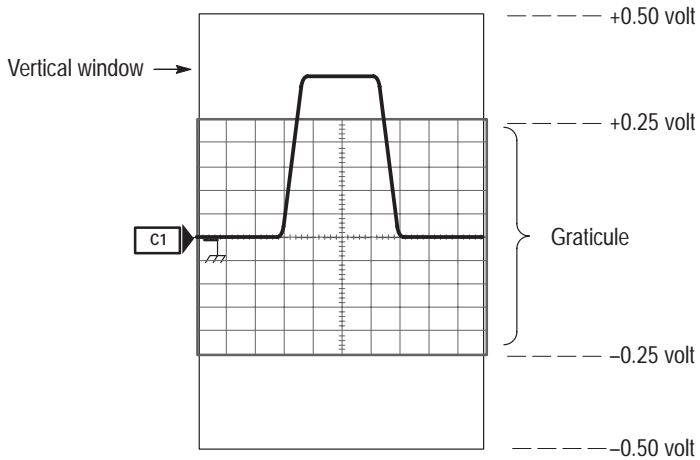 +0.50 volt
Vertical window
+0.25 volt
C1
Graticule
–0.25 volt
–0.50 volt